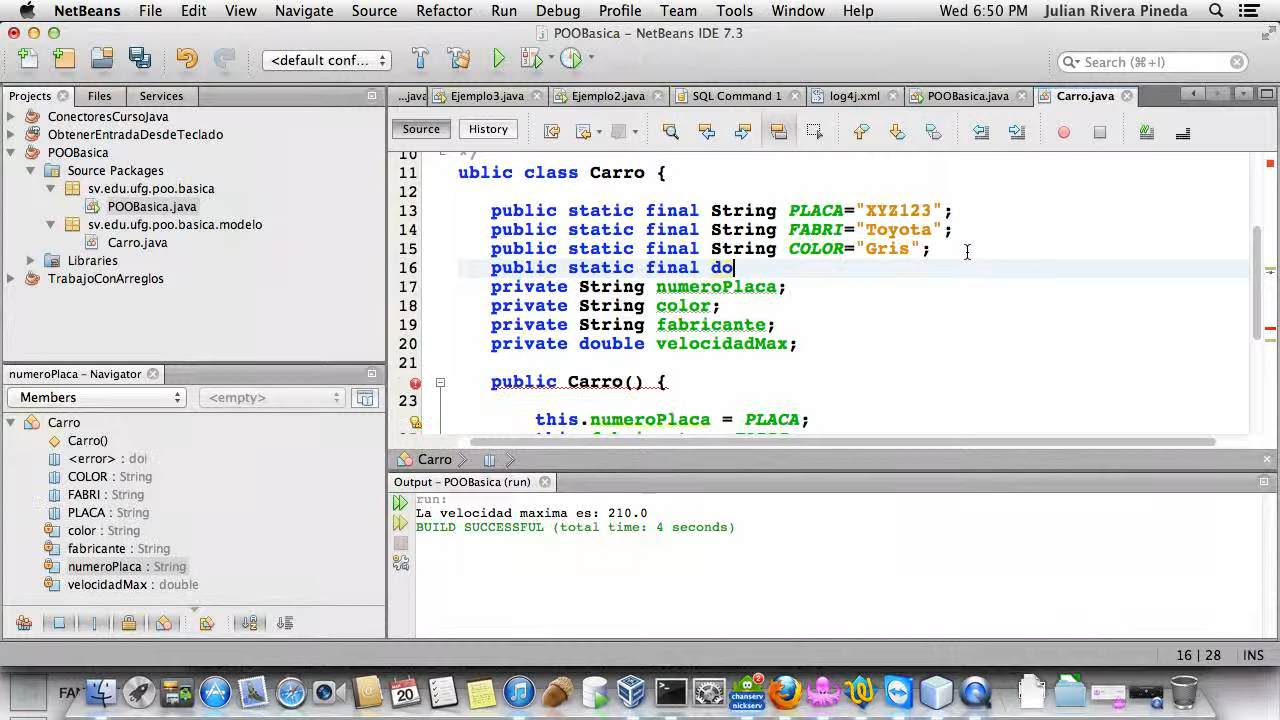 NetBeans File Edit View Navigate Source Refactor Run Debug Profile Team Tools Window Help Wed 6:50 PM Julian Rivera Pineda
POOBasica - NetBeans IDE 7.3
<default conf...
Search (⌘+I)
Projects Files Services
...java Ejemplo3.java Ejemplo2.java SQL Command 1 log4j.xml POOBasica.java Carro.java
ConectoresCursoJava
ObtenerEntradaDesdeTeclado
POOBasica
Source Packages
sv.edu.ufg.poo.basica
POOBasica.java
sv.edu.ufg.poo.basica.modelo
Carro.java
Libraries
TrabajoConArreglos
Source History
10 */
11 ublic class Carro {
12
13 public static final String PLACA="XYZ123";
14 public static final String FABRI="Toyota";
15 public static final String COLOR="Gris";
16 public static final do
17 private String numeroPlaca;
18 private String color;
19 private String fabricante;
20 private double velocidadMax;
21
public Carro() {
23
this.numeroPlaca = PLACA;
Carro
numeroPlaca - Navigator
Members <empty>
Carro
Carro()
<error> : doi
COLOR : String
FABRI : String
PLACA : String
color : String
fabricante : String
numeroPlaca : String
velocidadMax : double
Output - POOBasica (run)
run:
La velocidad maxima es: 210.0
BUILD SUCCESSFUL (total time: 4 seconds)
16 | 28 INS
FA
20
chanserv
nickserv
2